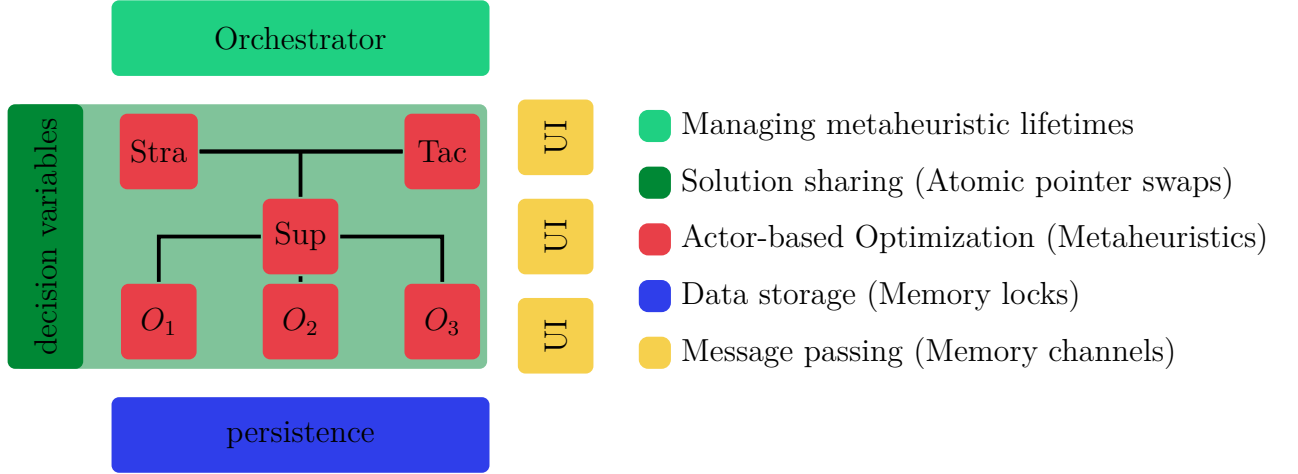 Orchestrator
decision variables
Stra
Tac
Sup
O₁
O₂
O₃
UI
UI
UI
persistence
Managing metaheuristic lifetimes
Solution sharing (Atomic pointer swaps)
Actor-based Optimization (Metaheuristics)
Data storage (Memory locks)
Message passing (Memory channels)